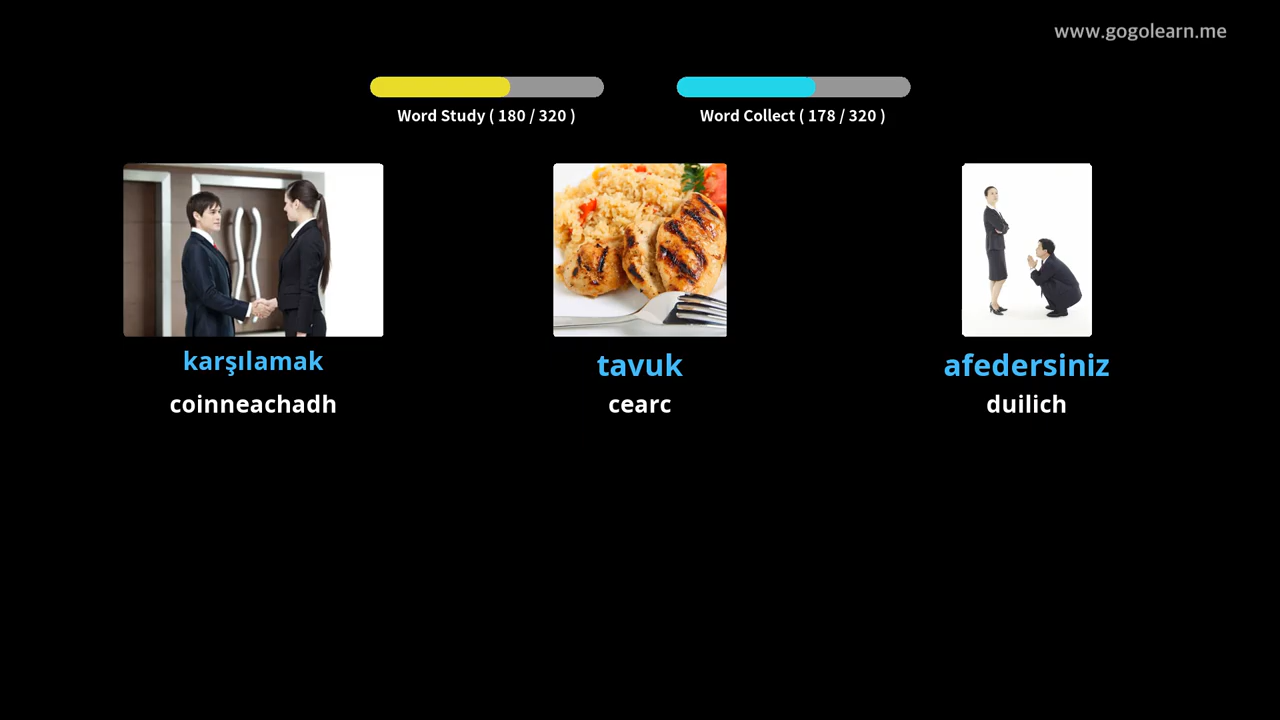 www.gogolearn.me
Word Study ( 180 / 320 )
Word Collect ( 178 / 320 )
karşılamak
coinneachadh
tavuk
cearc
afedersiniz
duilich